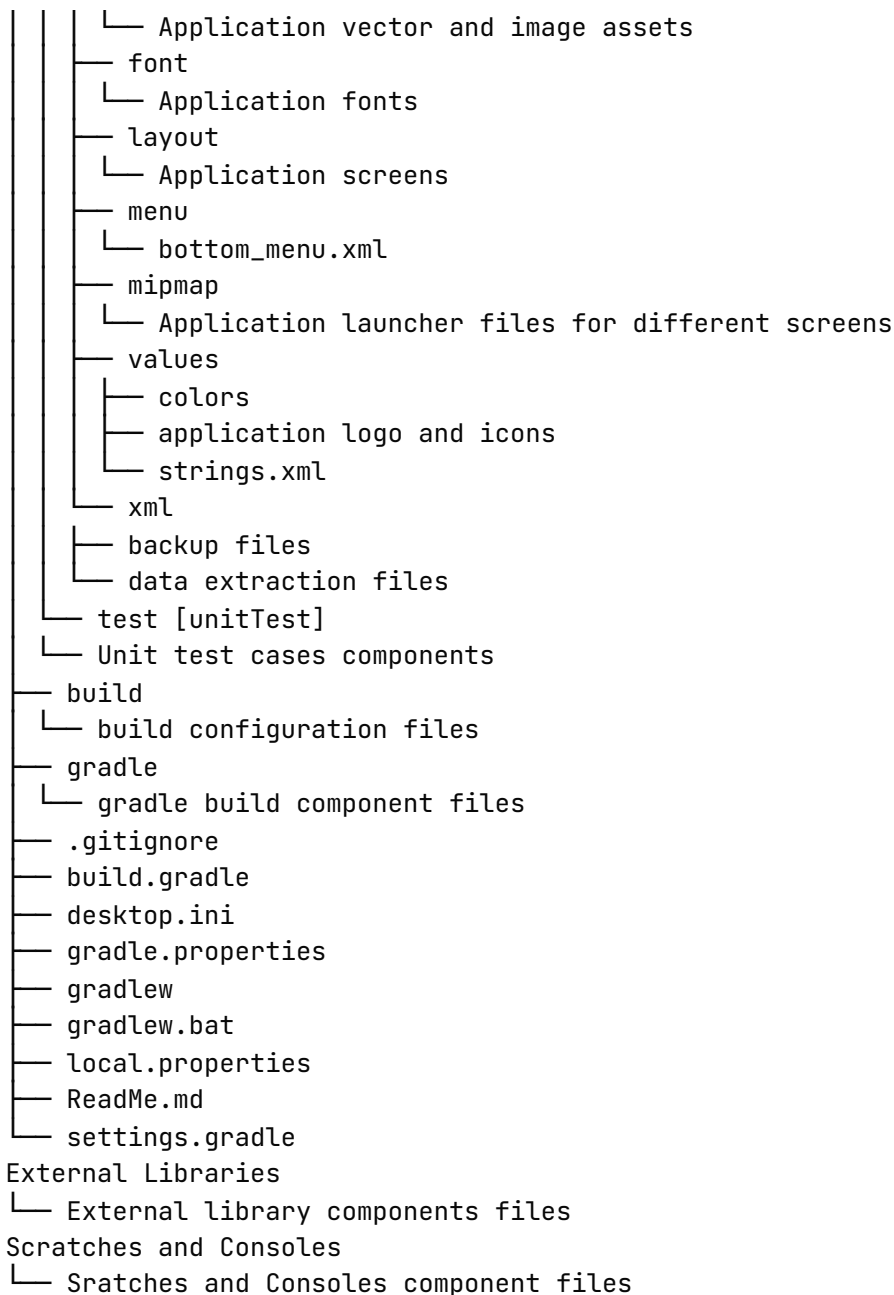 │ │ │ └── Application vector and image assets
│ │ ├── font
│ │ │ └── Application fonts
│ │ ├── layout
│ │ │ └── Application screens
│ │ ├── menu
│ │ │ └── bottom_menu.xml
│ │ ├── mipmap
│ │ │ └── Application launcher files for different screens
│ │ ├── values
│ │ │ ├── colors
│ │ │ ├── application logo and icons
│ │ │ └── strings.xml
│ │ └── xml
│ │ ├── backup files
│ │ └── data extraction files
│ └── test [unitTest]
│ └── Unit test cases components
├── build
│ └── build configuration files
├── gradle
│ └── gradle build component files
├── .gitignore
├── build.gradle
├── desktop.ini
├── gradle.properties
├── gradlew
├── gradlew.bat
├── local.properties
├── ReadMe.md
└── settings.gradle
External Libraries
└── External library components files
Scratches and Consoles
└── Sratches and Consoles component files